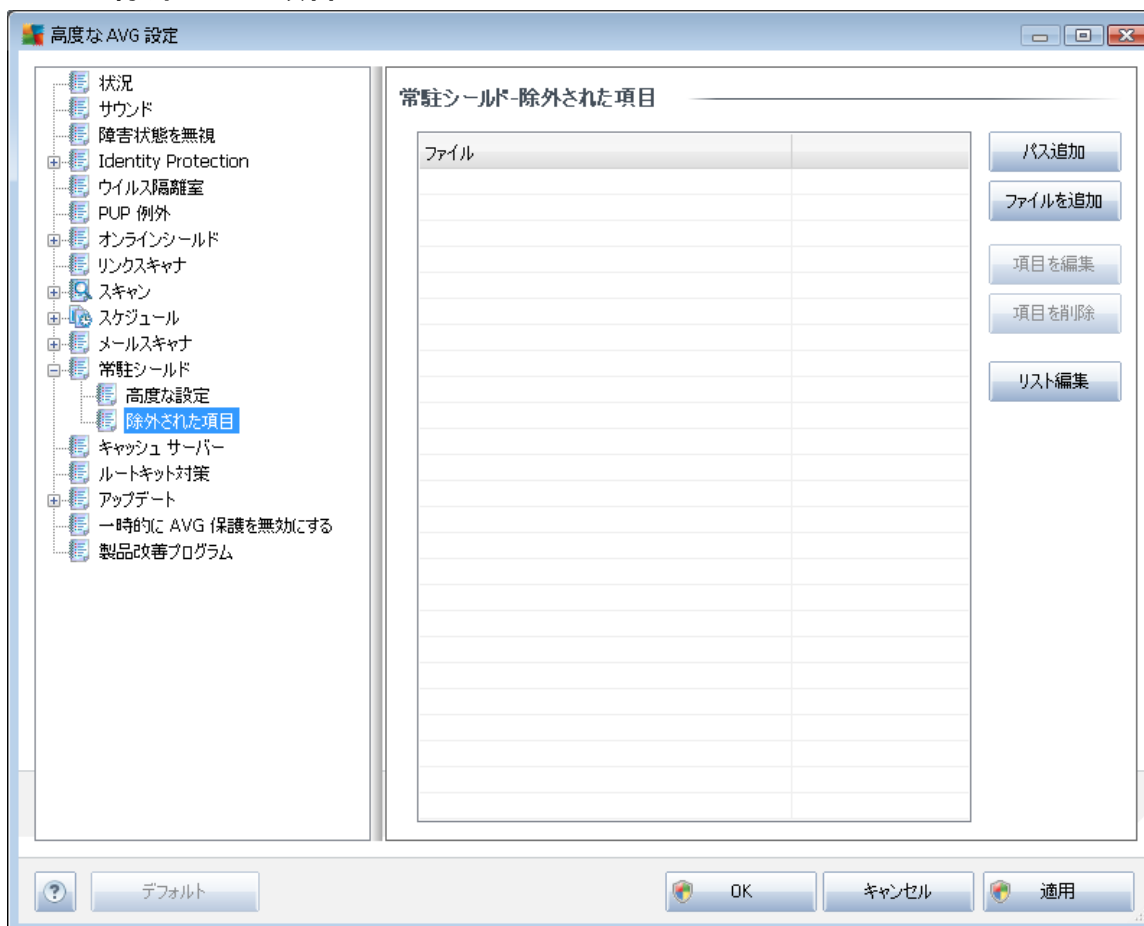 高度な AVG 設定
状況
サウンド
障害状態を無視
Identity Protection
ウイルス隔離室
PUP 例外
オンラインシールド
リンクスキャナ
スキャン
スケジュール
メールスキャナ
常駐シールド
高度な設定
除外された項目
キャッシュ サーバー
ルートキット対策
アップデート
一時的に AVG 保護を無効にする
製品改善プログラム
常駐シールド-除外された項目
ファイル
パス追加
ファイルを追加
項目を編集
項目を削除
リスト編集
?
デフォルト
OK
キャンセル
適用